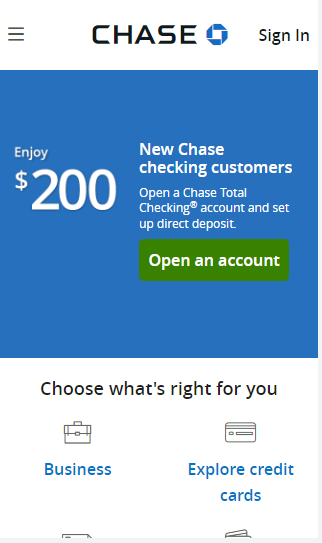 CHASE
Sign In
Enjoy
$200
New Chase
checking customers
Open a Chase Total
Checking® account and set
up direct deposit.
Open an account
Choose what's right for you
Business
Explore credit
cards